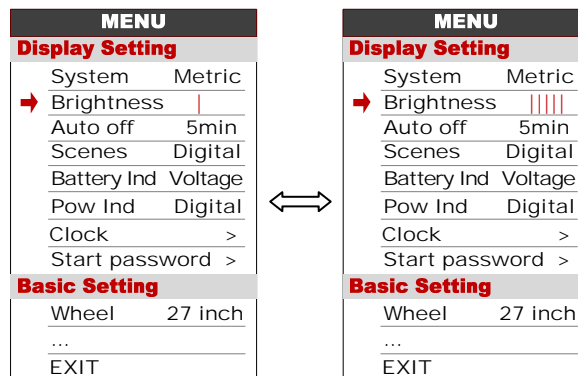 MENU
Display Setting
System Metric
Brightness |
Auto off 5min
Scenes Digital
Battery Ind Voltage
Pow Ind Digital
Clock >
Start password >
Basic Setting
Wheel 27 inch
...
EXIT
MENU
Display Setting
System Metric
Brightness |||||
Auto off 5min
Scenes Digital
Battery Ind Voltage
Pow Ind Digital
Clock >
Start password >
Basic Setting
Wheel 27 inch
...
EXIT